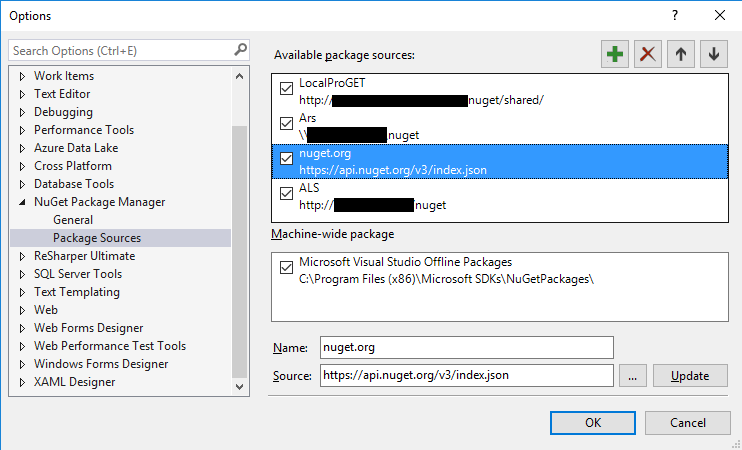 Options
?
Search Options (Ctrl+E)
Work Items
Text Editor
Debugging
Performance Tools
Azure Data Lake
Cross Platform
Database Tools
NuGet Package Manager
General
Package Sources
ReSharper Ultimate
SQL Server Tools
Text Templating
Web
Web Forms Designer
Web Performance Test Tools
Windows Forms Designer
XAML Designer
Available package sources:
LocalProGET
http:// nuget/shared/
Ars
\\ nuget
nuget.org
https://api.nuget.org/v3/index.json
ALS
http:// nuget
Machine-wide package
Microsoft Visual Studio Offline Packages
C:\Program Files (x86)\Microsoft SDKs\NuGetPackages\
Name: nuget.org
Source: https://api.nuget.org/v3/index.json ... Update
OK Cancel